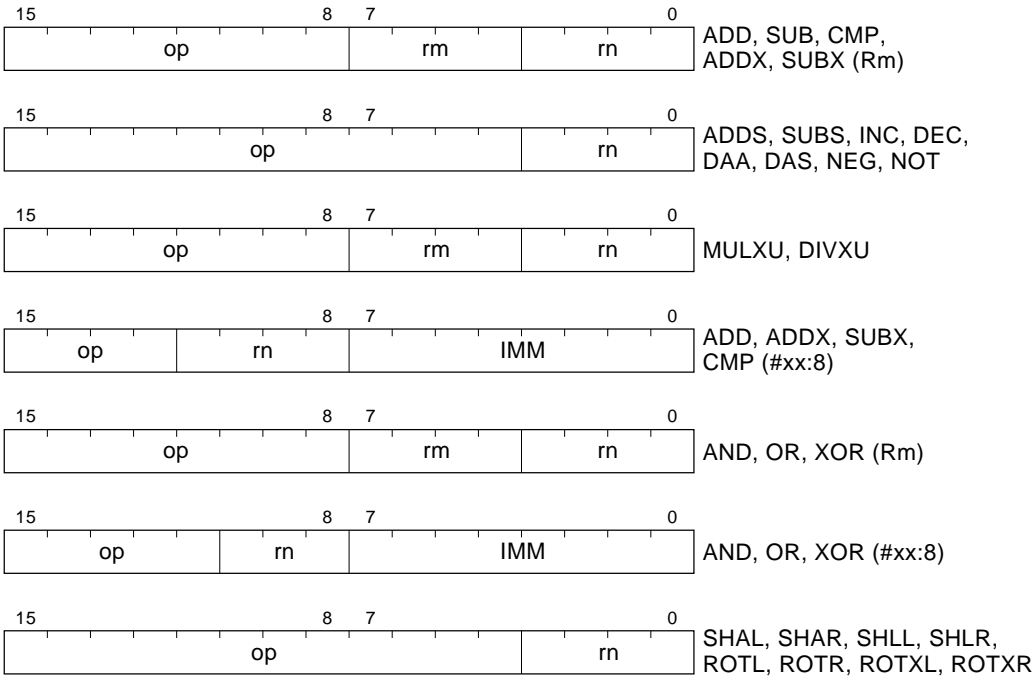 15 8 7 0
op rm rn
ADD, SUB, CMP,
ADDX, SUBX (Rm)
15 8 7 0
op rn
ADDS, SUBS, INC, DEC,
DAA, DAS, NEG, NOT
15 8 7 0
op rm rn
MULXU, DIVXU
15 8 7 0
op rn IMM
ADD, ADDX, SUBX,
CMP (#xx:8)
15 8 7 0
op rm rn
AND, OR, XOR (Rm)
15 8 7 0
op rn IMM
AND, OR, XOR (#xx:8)
15 8 7 0
op rn
SHAL, SHAR, SHLL, SHLR,
ROTL, ROTR, ROTXL, ROTXR